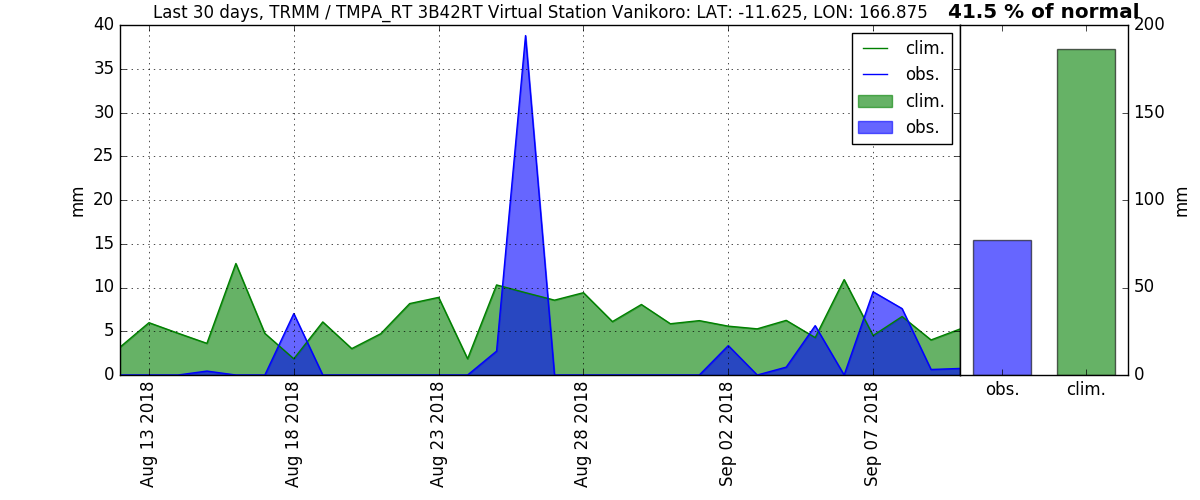 Last 30 days, TRMM / TMPA_RT 3B42RT Virtual Station Vanikoro: LAT: -11.625, LON: 166.875
41.5 % of normal
40
35
30
25
20
15
10
5
0
mm
clim.
obs.
clim.
obs.
Aug 13 2018
Aug 18 2018
Aug 23 2018
Aug 28 2018
Sep 02 2018
Sep 07 2018
200
150
100
50
0
mm
obs.
clim.